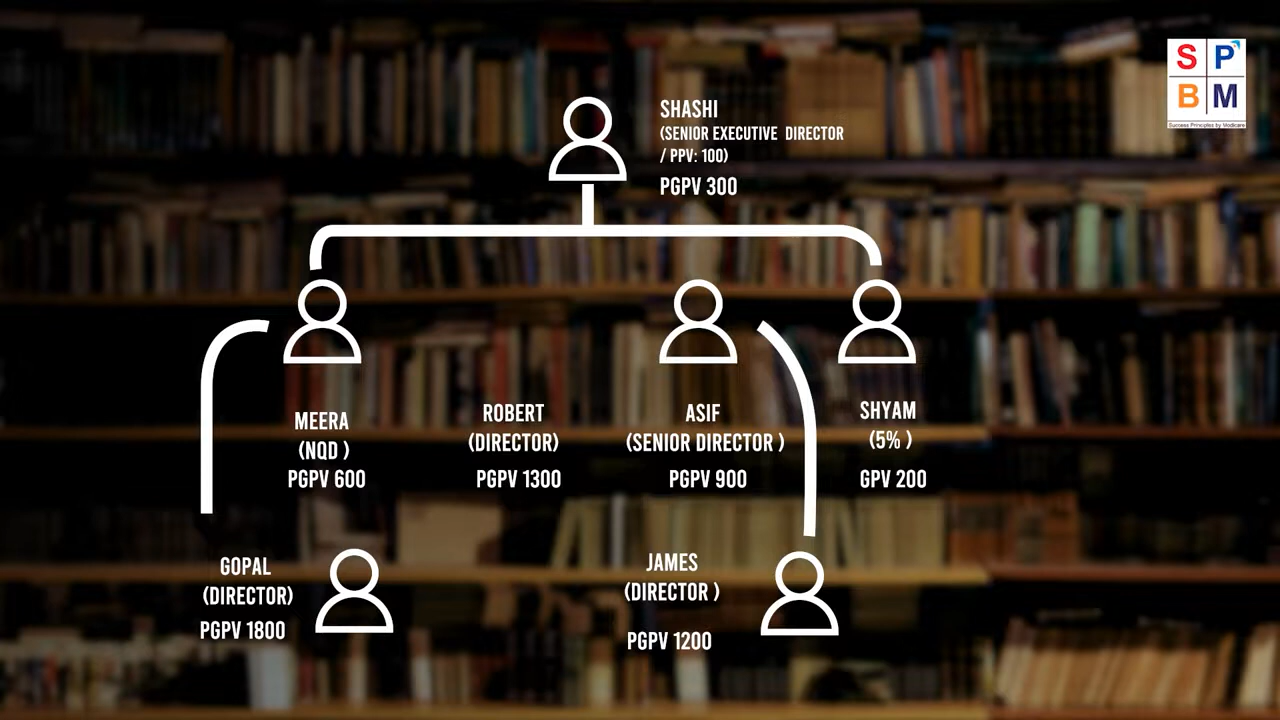 S P
B M
Success Principles by Modicare
SHASHI
(SENIOR EXECUTIVE DIRECTOR
/ PPV: 100)
PGPV 300
MEERA
(NQD )
PGPV 600
ROBERT
(DIRECTOR)
PGPV 1300
ASIF
(SENIOR DIRECTOR )
PGPV 900
SHYAM
(5% )
GPV 200
GOPAL
(DIRECTOR)
PGPV 1800
JAMES
(DIRECTOR )
PGPV 1200